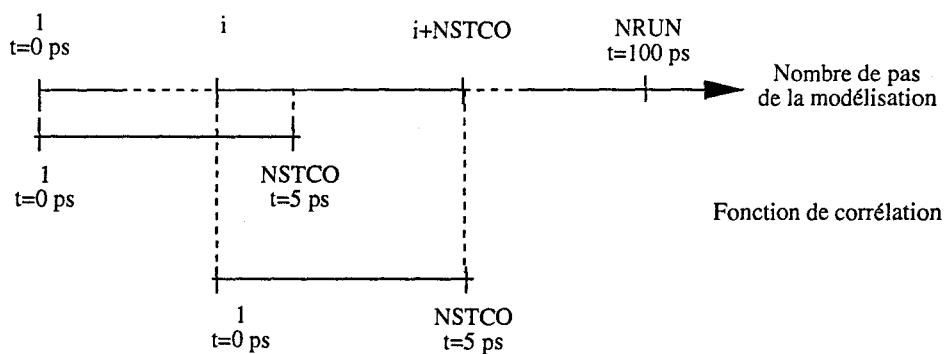 1
t=0 ps
i
i+NSTCO
NRUN
t=100 ps
Nombre de pas
de la modélisation
1
t=0 ps
NSTCO
t=5 ps
Fonction de corrélation
1
t=0 ps
NSTCO
t=5 ps